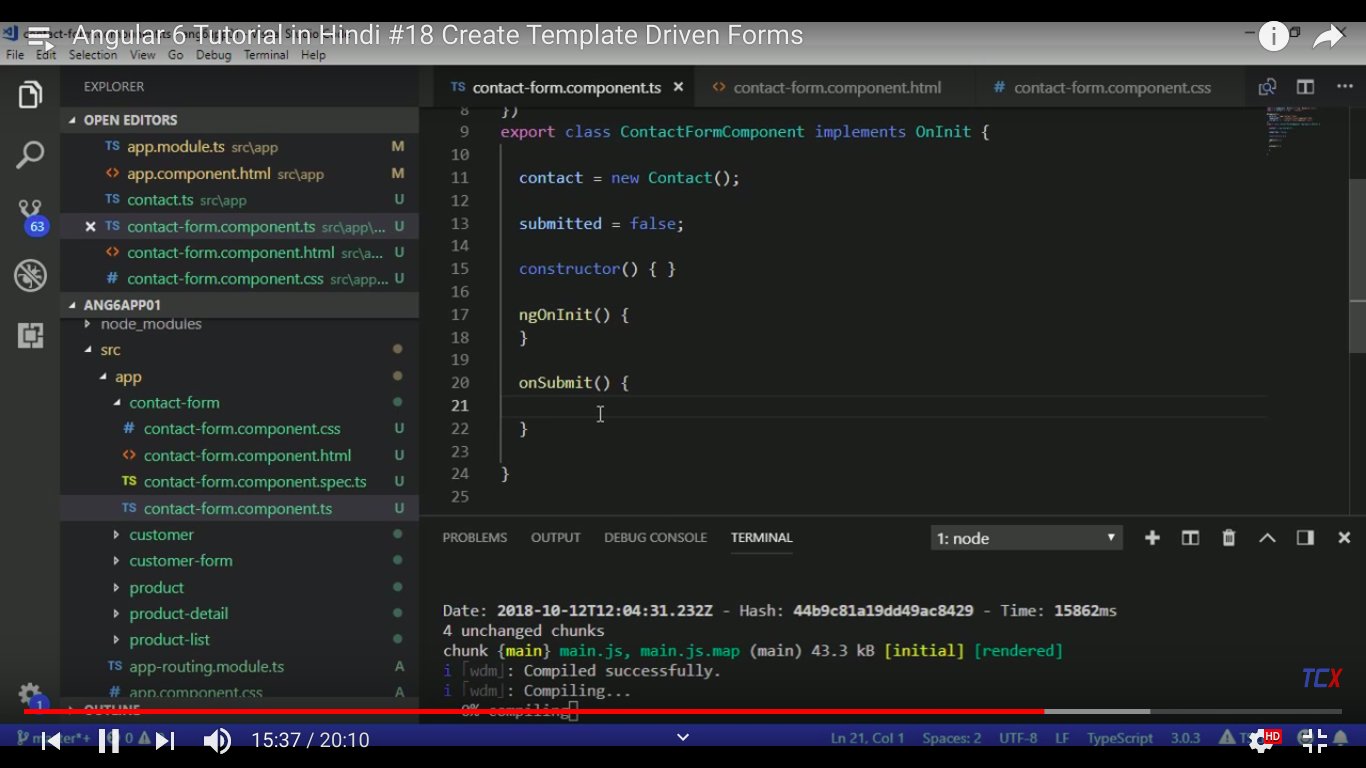 Angular 6 Tutorial in Hindi #18 Create Template Driven Forms
File Edit Selection View Go Debug Terminal Help
EXPLORER
OPEN EDITORS
TS app.module.ts src\app M
<> app.component.html src\app M
TS contact.ts src\app U
TS contact-form.component.ts src\app\... U
<> contact-form.component.html src\a... U
# contact-form.component.css src\app... U
ANG6APP01
node_modules
src
app
contact-form
# contact-form.component.css U
<> contact-form.component.html U
TS contact-form.component.spec.ts U
TS contact-form.component.ts U
customer
customer-form
product
product-detail
product-list
TS app-routing.module.ts A
# app.component.css A
OUTLINE
63
1
TS contact-form.component.ts
<> contact-form.component.html
# contact-form.component.css
8 })
9 export class ContactFormComponent implements OnInit {
10
11 contact = new Contact();
12
13 submitted = false;
14
15 constructor() { }
16
17 ngOnInit() {
18 }
19
20 onSubmit() {
21
22 }
23
24 }
25
PROBLEMS OUTPUT DEBUG CONSOLE TERMINAL 1: node
Date: 2018-10-12T12:04:31.232Z - Hash: 44b9c81a19dd49ac8429 - Time: 15862ms
4 unchanged chunks
chunk {main} main.js, main.js.map (main) 43.3 kB [initial] [rendered]
i ｢wdm｣: Compiled successfully.
i ｢wdm｣: Compiling...
0% compiling
TCX
15:37 / 20:10
Ln 21, Col 1 Spaces: 2 UTF-8 LF TypeScript 3.0.3
HD